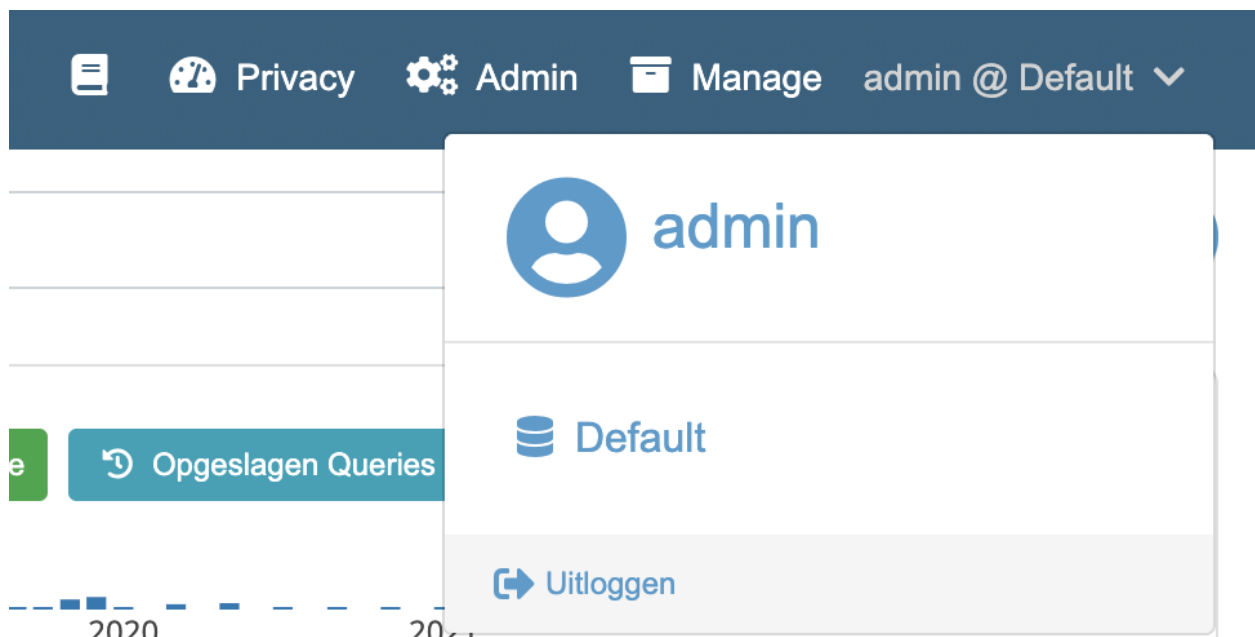 Privacy Admin Manage admin @ Default
admin
Default
e Opgeslagen Queries
Uitloggen
2020